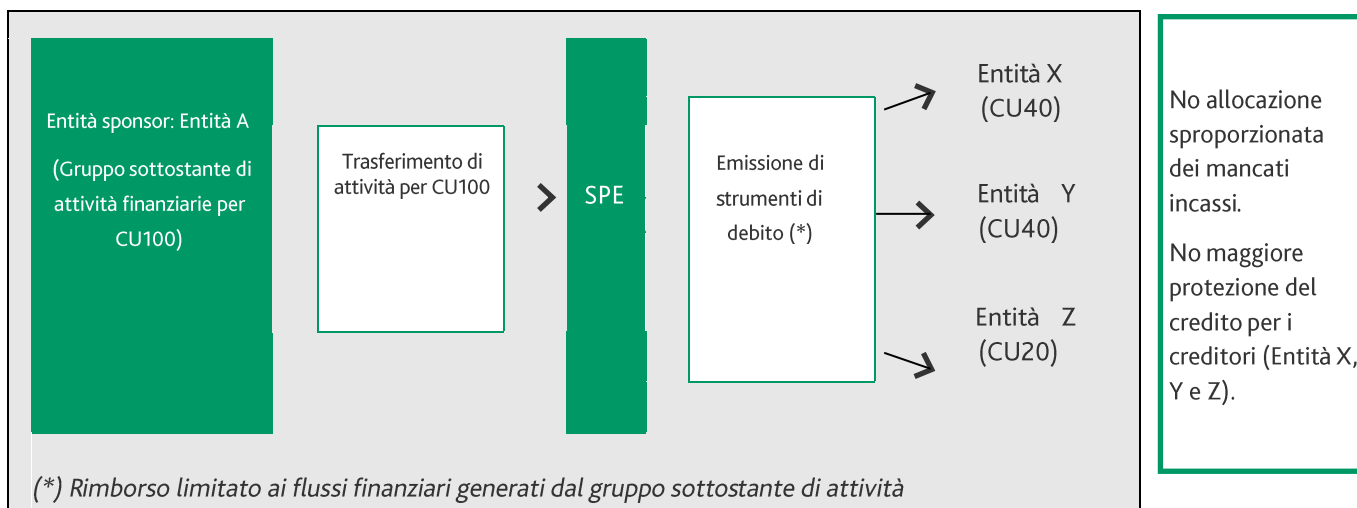 Entità sponsor: Entità A
(Gruppo sottostante di
attività finanziarie per
CU100)
Trasferimento di
attività per CU100
SPE
Emissione di
strumenti di
debito (*)
Entità X
(CU40)
Entità Y
(CU40)
Entità Z
(CU20)
(*) Rimborso limitato ai flussi finanziari generati dal gruppo sottostante di attività
No allocazione
sproporzionata
dei mancati
incassi.
No maggiore
protezione del
credito per i
creditori (Entità X,
Y e Z).